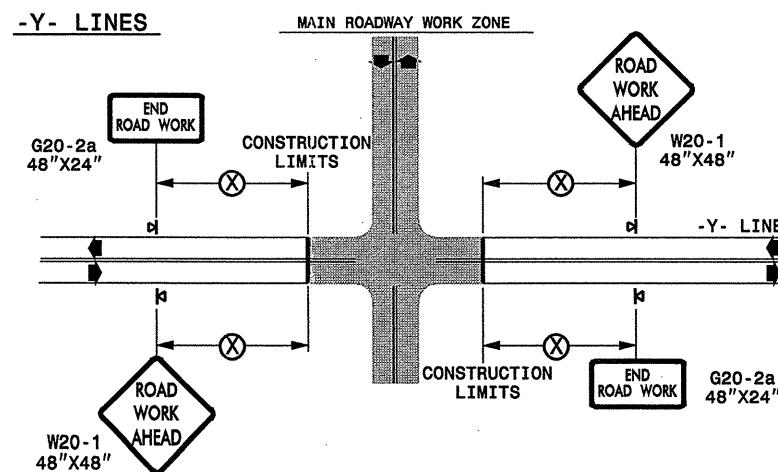 -Y- LINES
MAIN ROADWAY WORK ZONE
END
ROAD WORK
G20-2a
48"X24"
CONSTRUCTION
LIMITS
ROAD
WORK
AHEAD
W20-1
48"X48"
X
X
-Y- LINE
X
X
ROAD
WORK
AHEAD
W20-1
48"X48"
CONSTRUCTION
LIMITS
END
ROAD WORK
G20-2a
48"X24"